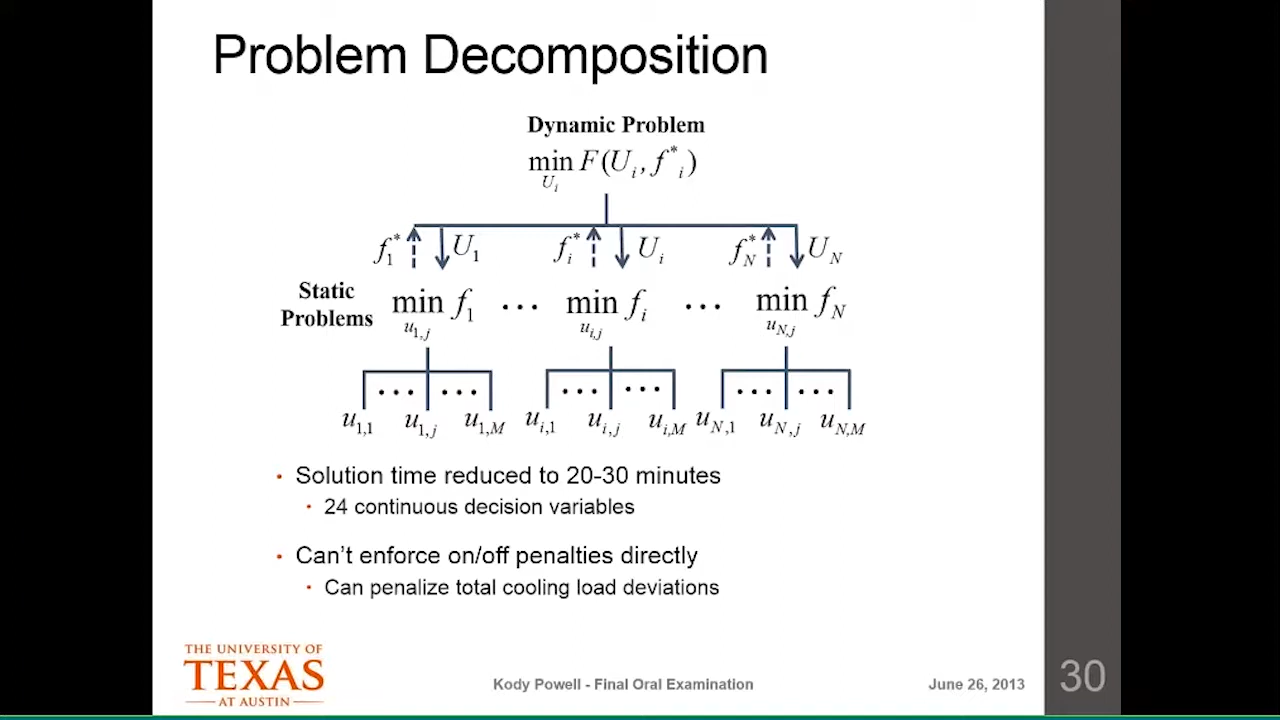 Problem Decomposition
Dynamic Problem
min F(U_i, f*_i)
U_i
f*_1 U_1 f*_i U_i f*_N U_N
Static Problems
min f_1 ... min f_i ... min f_N
u_1,j u_i,j u_N,j
... ... ... ... ... ...
u_1,1 u_1,j u_1,M u_i,1 u_i,j u_i,M u_N,1 u_N,j u_N,M
• Solution time reduced to 20-30 minutes
• 24 continuous decision variables
• Can't enforce on/off penalties directly
• Can penalize total cooling load deviations
THE UNIVERSITY OF
TEXAS
AT AUSTIN
Kody Powell - Final Oral Examination
June 26, 2013
30